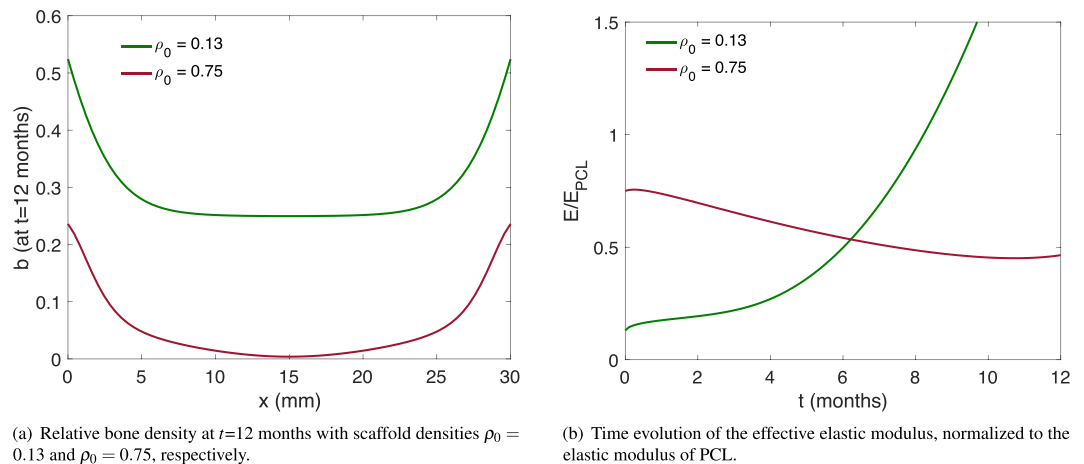 0.6
0.5
0.4
0.3
0.2
0.1
0
b (at t=12 months)
ρ0 = 0.13
ρ0 = 0.75
0 5 10 15 20 25 30
x (mm)
(a) Relative bone density at t=12 months with scaffold densities ρ0 =
0.13 and ρ0 = 0.75, respectively.
1.5
1
0.5
0
E/EPCL
ρ0 = 0.13
ρ0 = 0.75
0 2 4 6 8 10 12
t (months)
(b) Time evolution of the effective elastic modulus, normalized to the
elastic modulus of PCL.